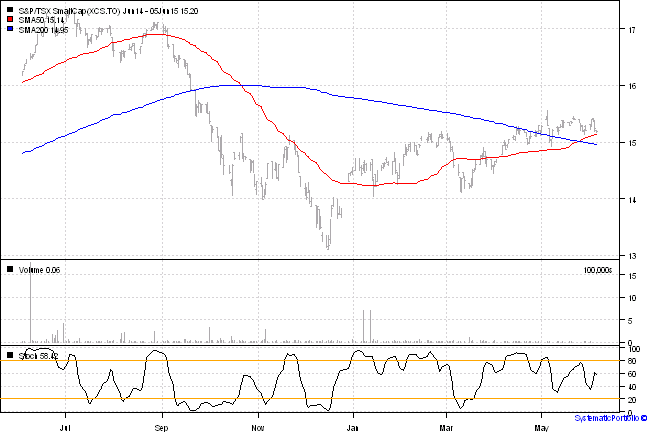 S&P/TSX SmallCap(XCS.TO) Jun14 - 05Jun15 15.20
SMA50 15.14
SMA200 14.95
17
16
15
14
13
Volume 0.06
100,000s
15
10
5
0
Stoch 58.42
100
80
60
40
20
0
Jul
Sep
Nov
Jan
Mar
May
SystematicPortfolio ©